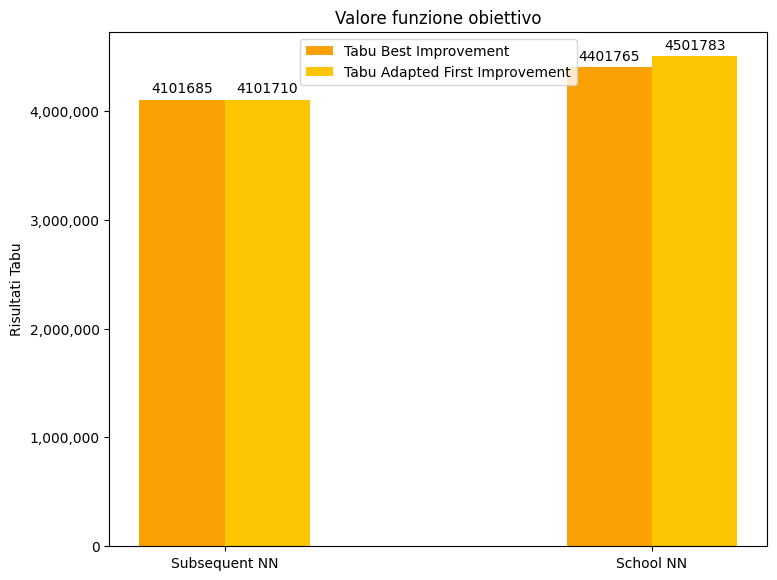 Valore funzione obiettivo
Tabu Best Improvement
Tabu Adapted First Improvement
4101685
4101710
4401765
4501783
Risultati Tabu
4,000,000
3,000,000
2,000,000
1,000,000
0
Subsequent NN
School NN